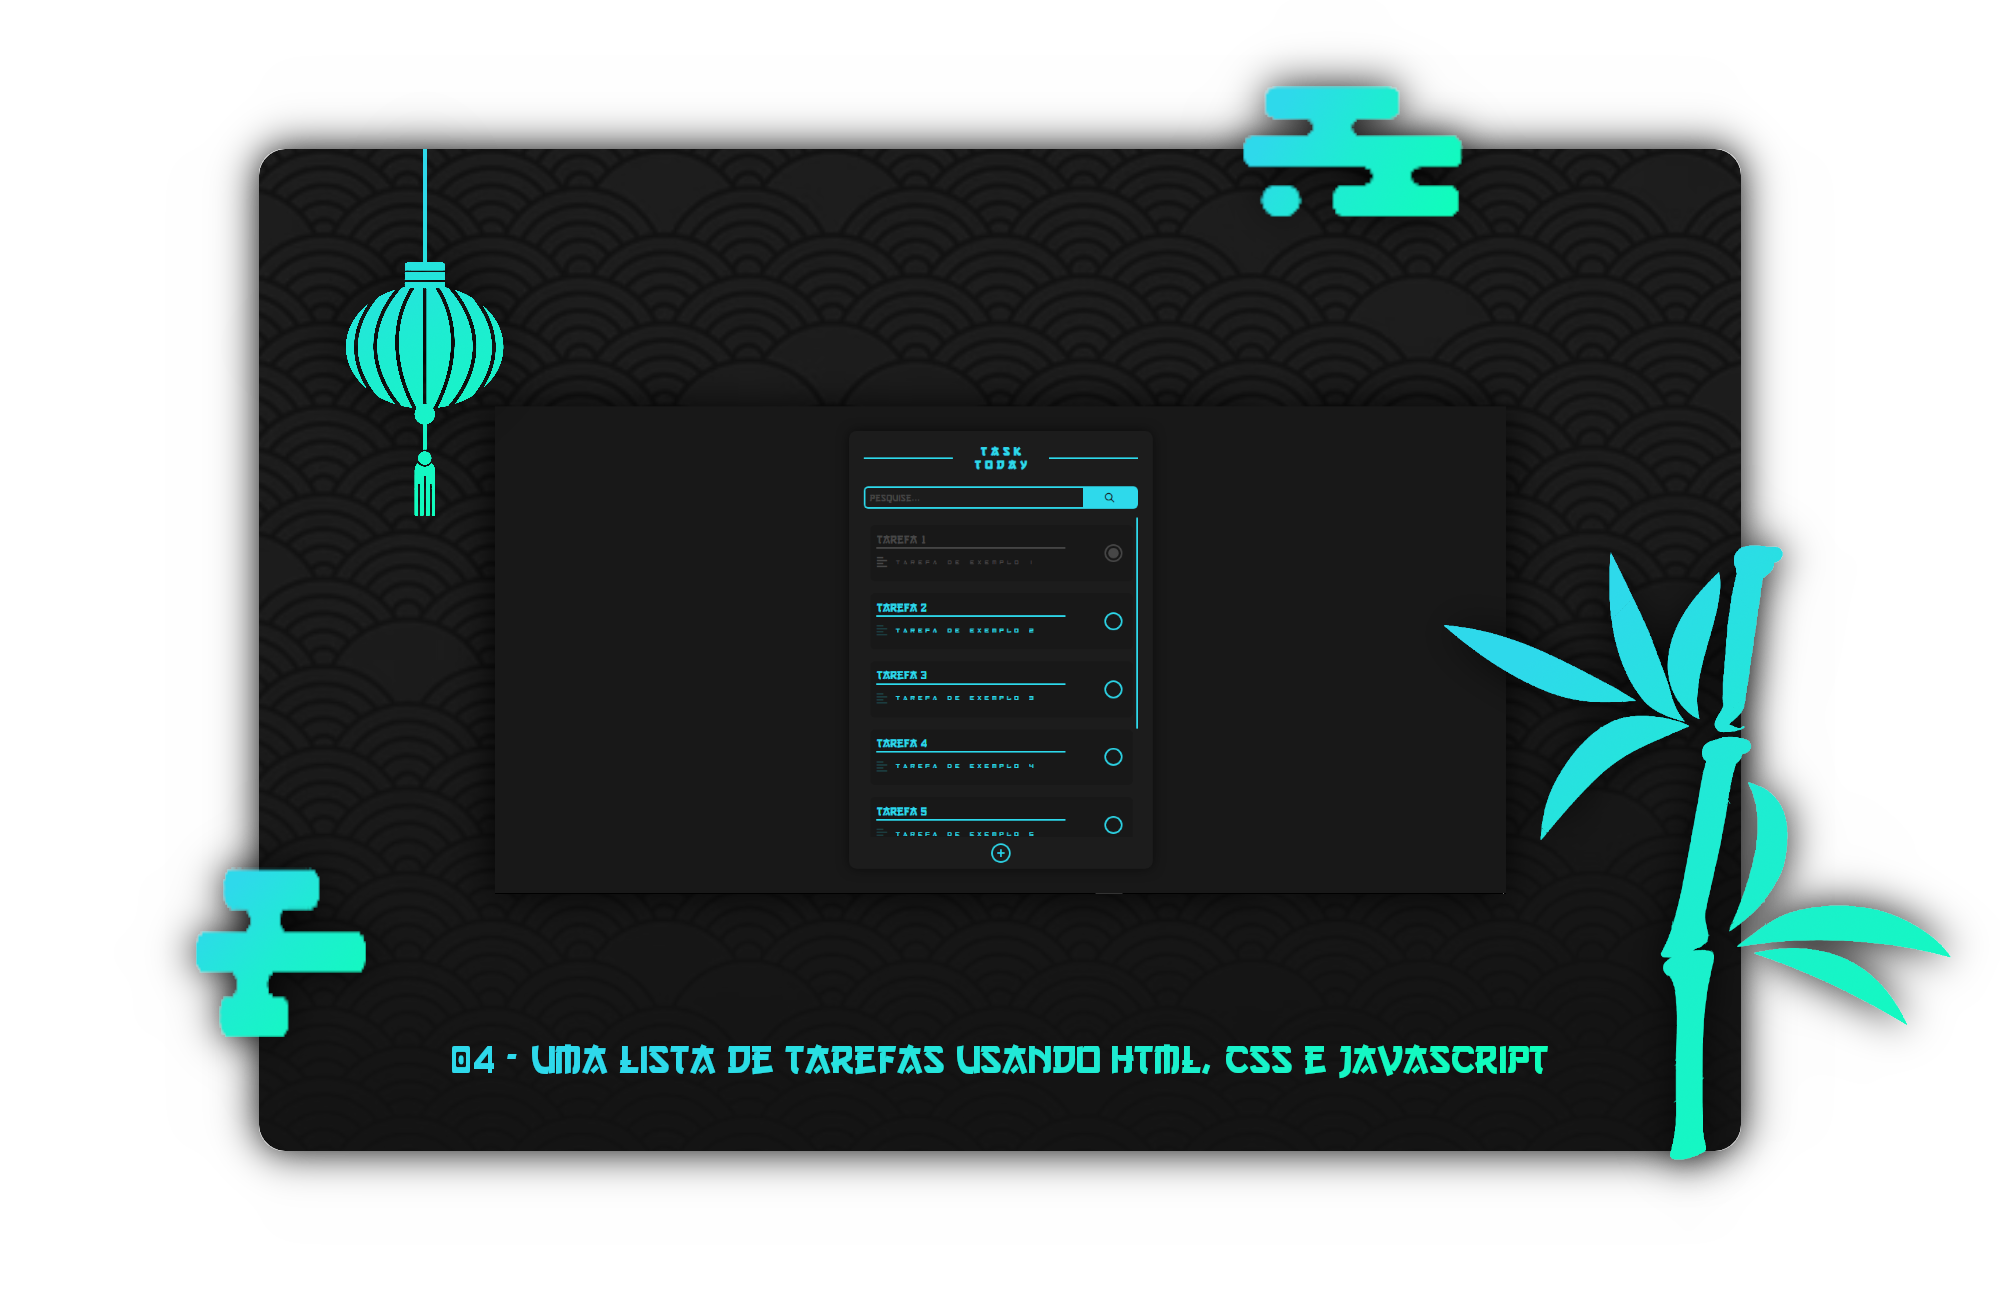 TASK
TODAY
PESQUISE...
TAREFA 1
TAREFA DE EXEMPLO 1
TAREFA 2
TAREFA DE EXEMPLO 2
TAREFA 3
TAREFA DE EXEMPLO 3
TAREFA 4
TAREFA DE EXEMPLO 4
TAREFA 5
TAREFA DE EXEMPLO 5
04 - UMA LISTA DE TAREFAS USANDO HTML, CSS E JAVASCRIPT